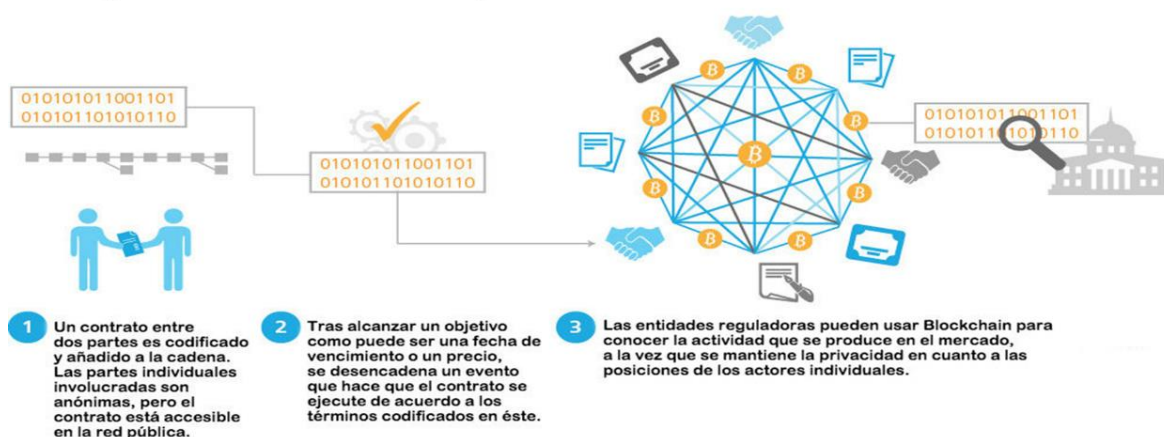 010101011001101
010101101010110
010101011001101
010101101010110
010101011001101
010101101010110
1
Un contrato entre
dos partes es codificado
y añadido a la cadena.
Las partes individuales
involucradas son
anónimas, pero el
contrato está accesible
en la red pública.
2
Tras alcanzar un objetivo
como puede ser una fecha de
vencimiento o un precio,
se desencadena un evento
que hace que el contrato se
ejecute de acuerdo a los
términos codificados en éste.
3
Las entidades reguladoras pueden usar Blockchain para
conocer la actividad que se produce en el mercado,
a la vez que se mantiene la privacidad en cuanto a las
posiciones de los actores individuales.